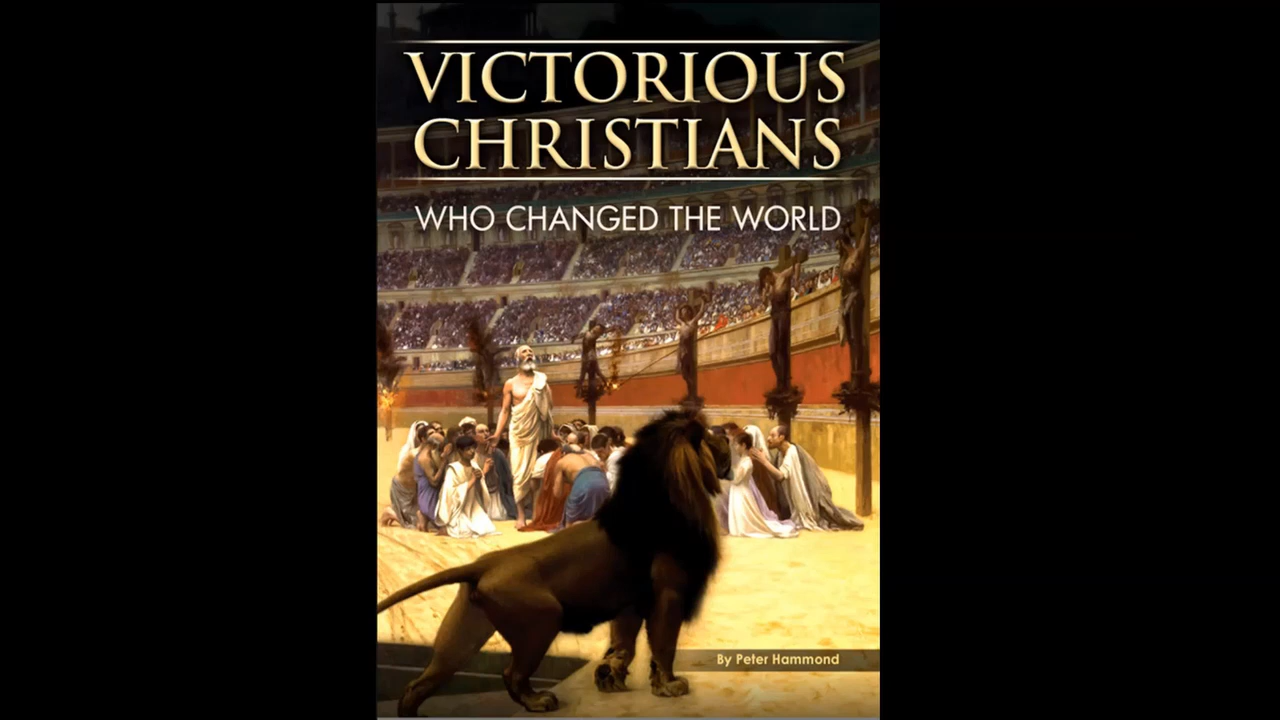 VICTORIOUS
CHRISTIANS
WHO CHANGED THE WORLD
By Peter Hammond